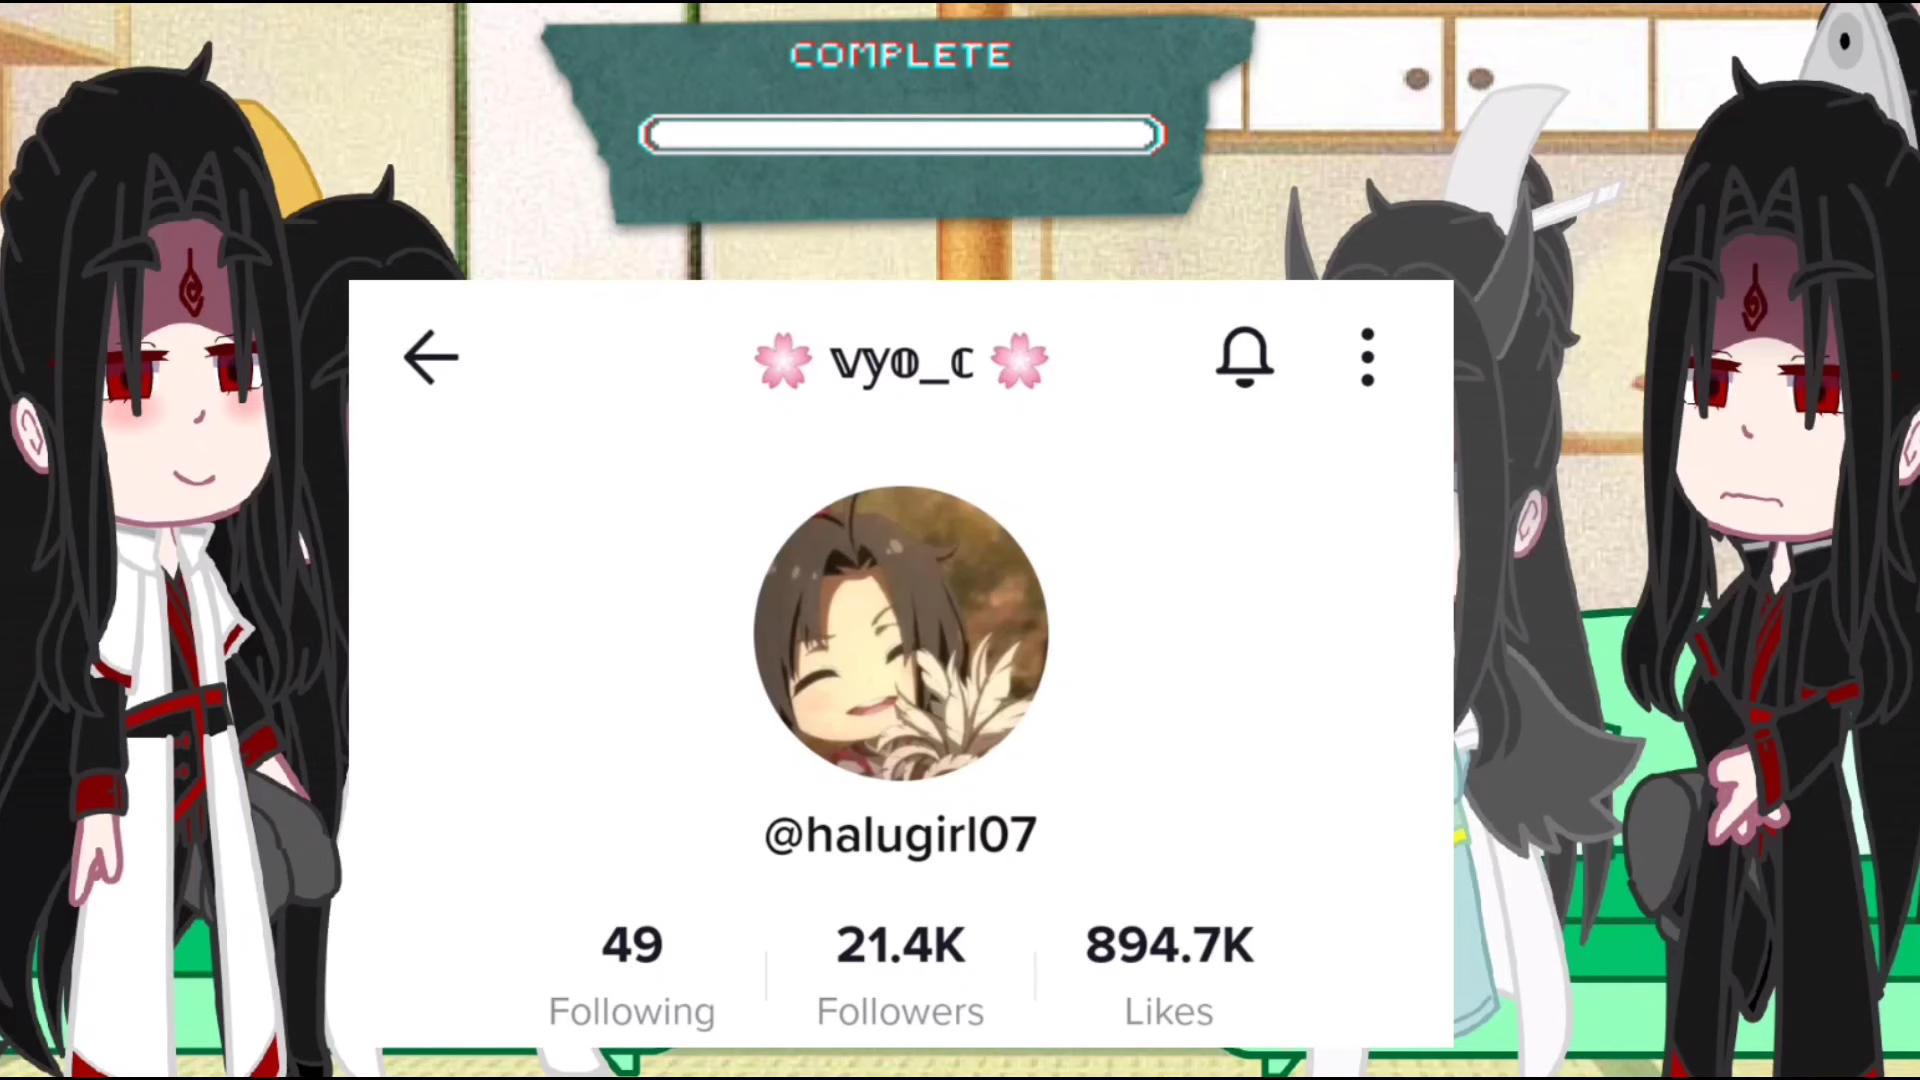 COMPLETE
🌸 𝕧𝕪𝕠_𝕔 🌸
@halugirl07
49
Following
21.4K
Followers
894.7K
Likes